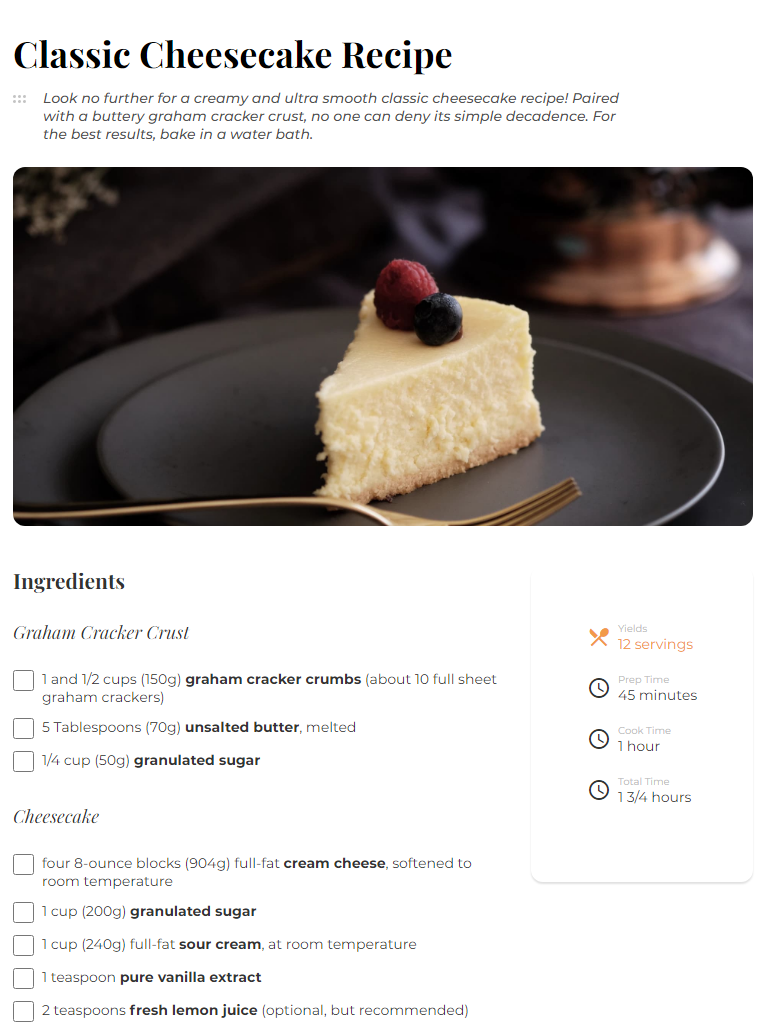 Classic Cheesecake Recipe
Look no further for a creamy and ultra smooth classic cheesecake recipe! Paired
with a buttery graham cracker crust, no one can deny its simple decadence. For
the best results, bake in a water bath.
Ingredients
Graham Cracker Crust
1 and 1/2 cups (150g) graham cracker crumbs (about 10 full sheet
graham crackers)
5 Tablespoons (70g) unsalted butter, melted
1/4 cup (50g) granulated sugar
Cheesecake
four 8-ounce blocks (904g) full-fat cream cheese, softened to
room temperature
1 cup (200g) granulated sugar
1 cup (240g) full-fat sour cream, at room temperature
1 teaspoon pure vanilla extract
2 teaspoons fresh lemon juice (optional, but recommended)
Yields
12 servings
Prep Time
45 minutes
Cook Time
1 hour
Total Time
1 3/4 hours